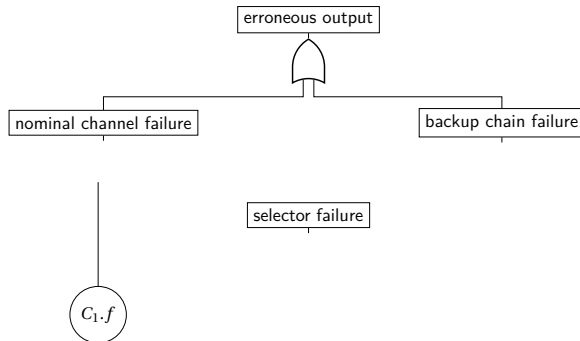 erroneous output
nominal channel failure
backup chain failure
selector failure
C₁.f